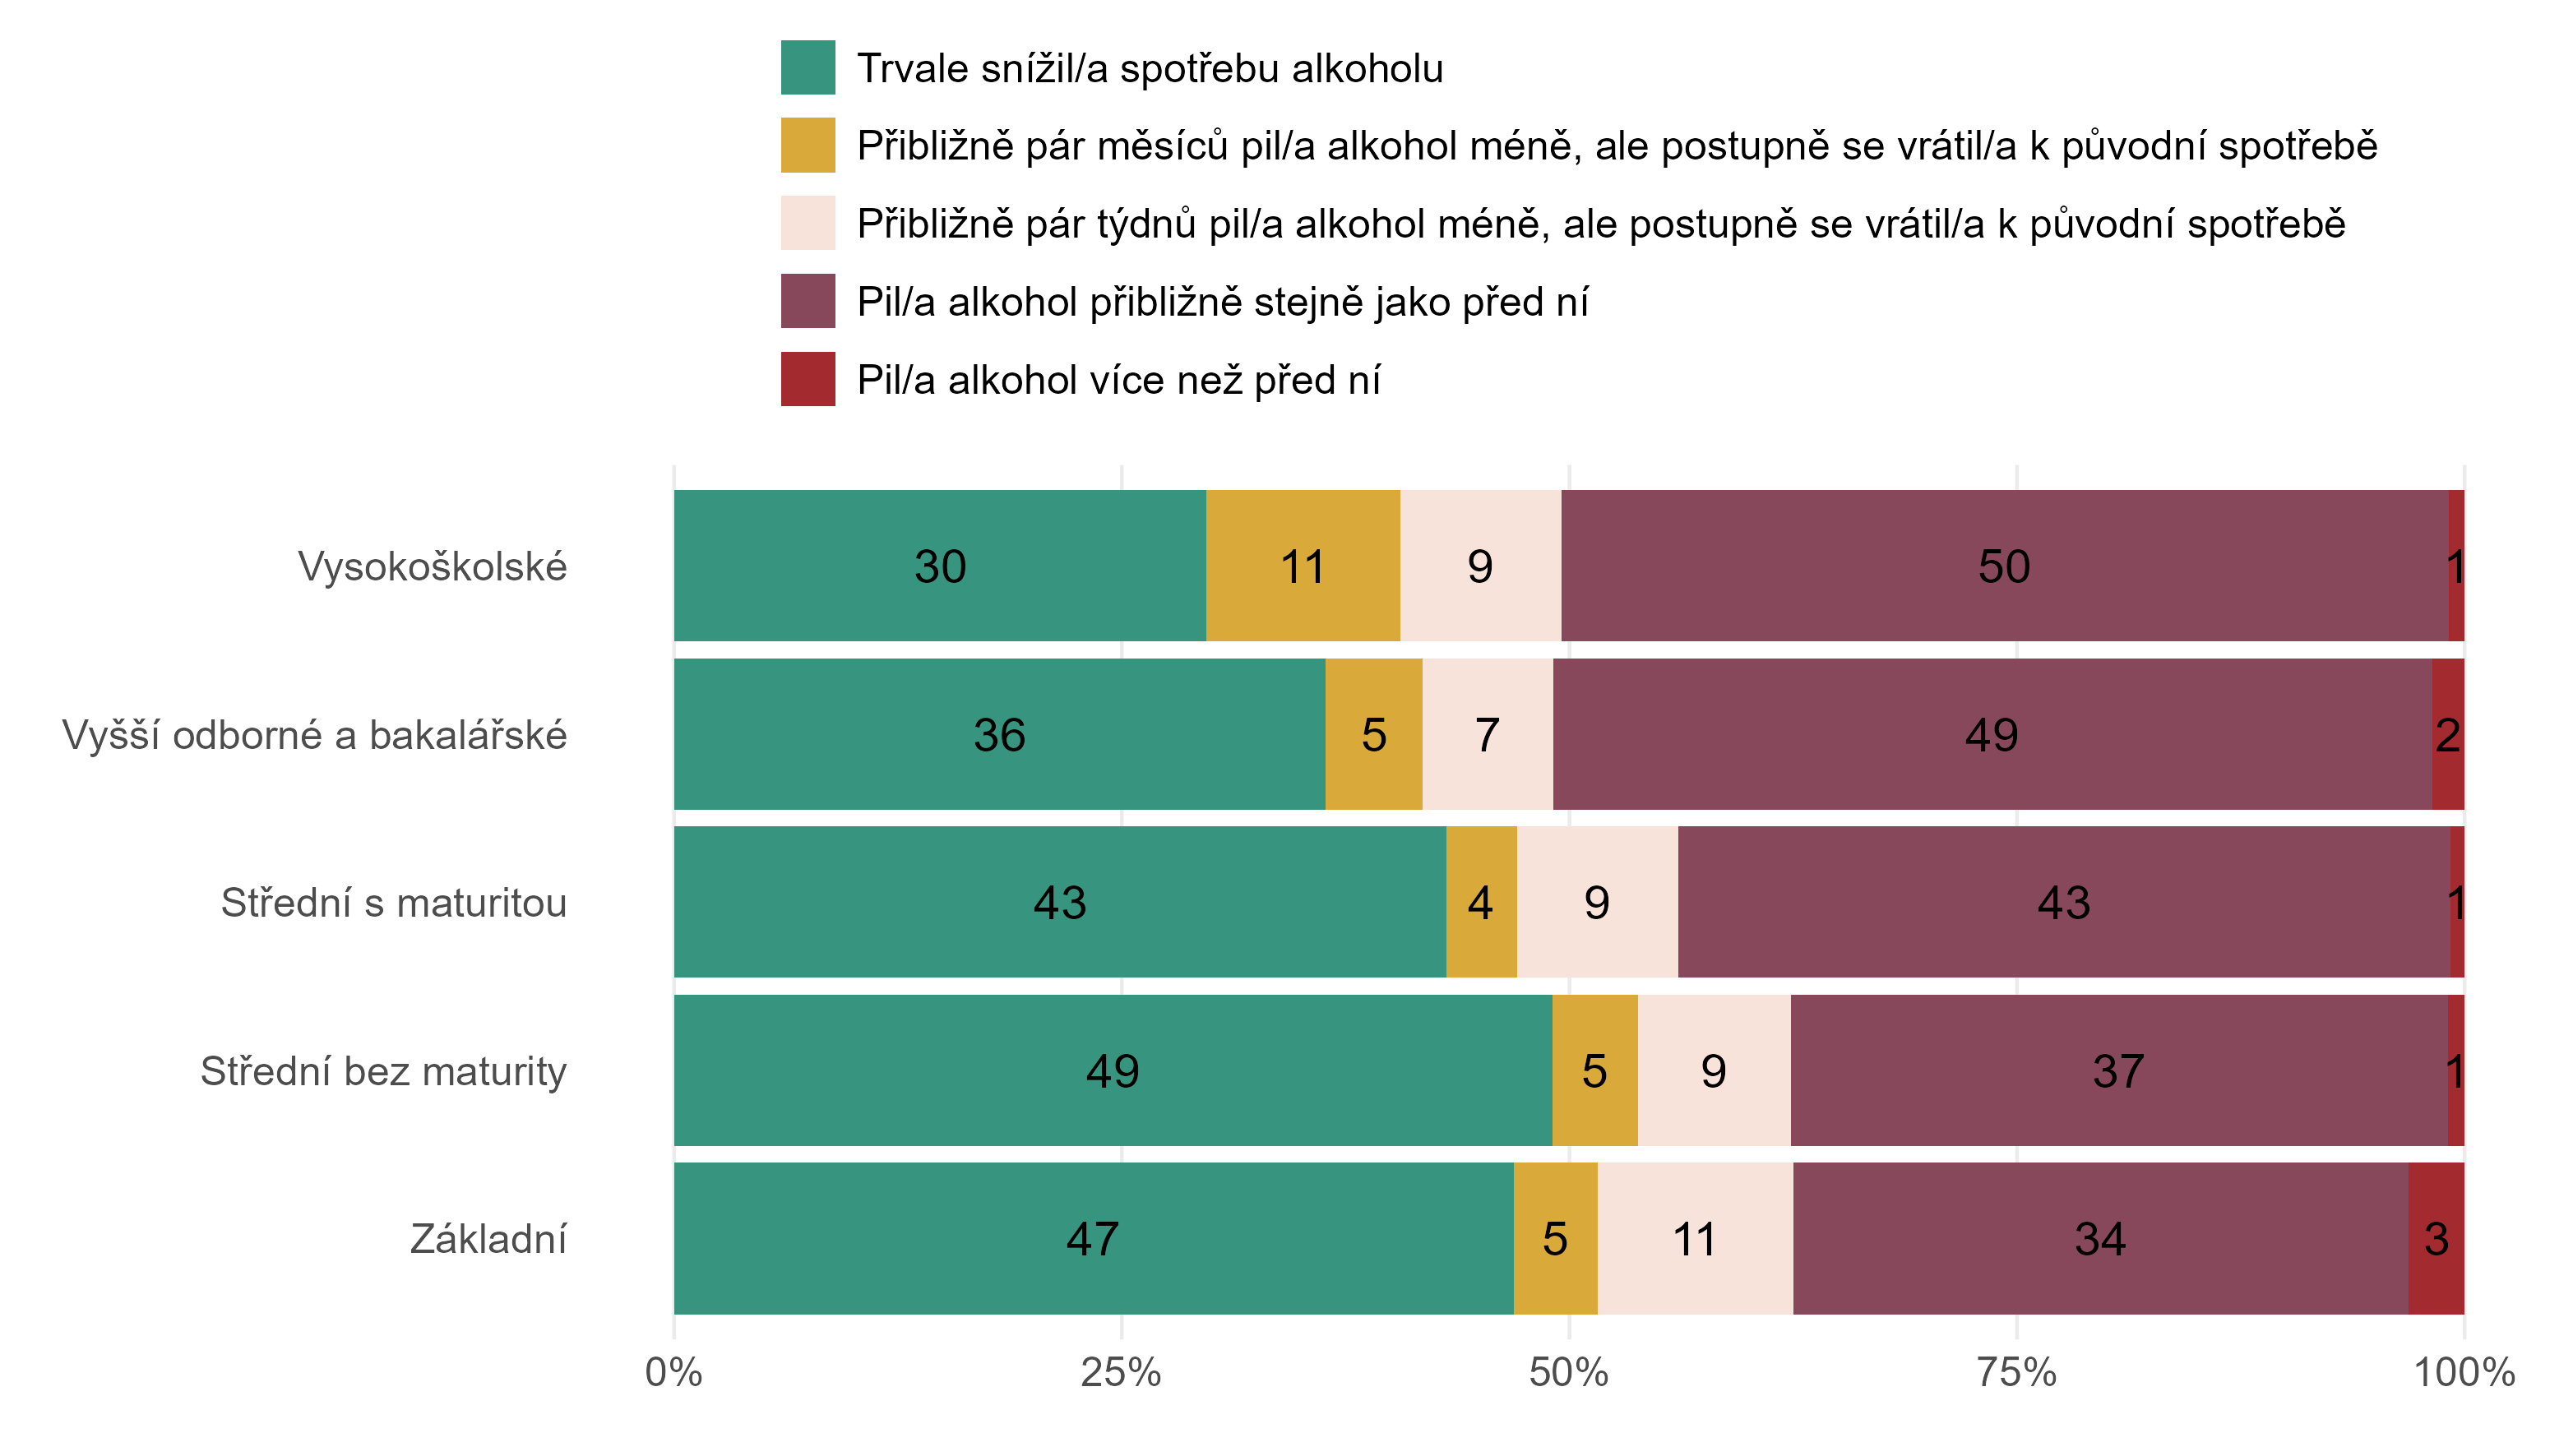 Trvale snížil/a spotřebu alkoholu
Přibližně pár měsíců pil/a alkohol méně, ale postupně se vrátil/a k původní spotřebě
Přibližně pár týdnů pil/a alkohol méně, ale postupně se vrátil/a k původní spotřebě
Pil/a alkohol přibližně stejně jako před ní
Pil/a alkohol více než před ní
Vysokoškolské 30 11 9 50 1
Vyšší odborné a bakalářské 36 5 7 49 2
Střední s maturitou 43 4 9 43 1
Střední bez maturity 49 5 9 37 1
Základní 47 5 11 34 3
0% 25% 50% 75% 100%